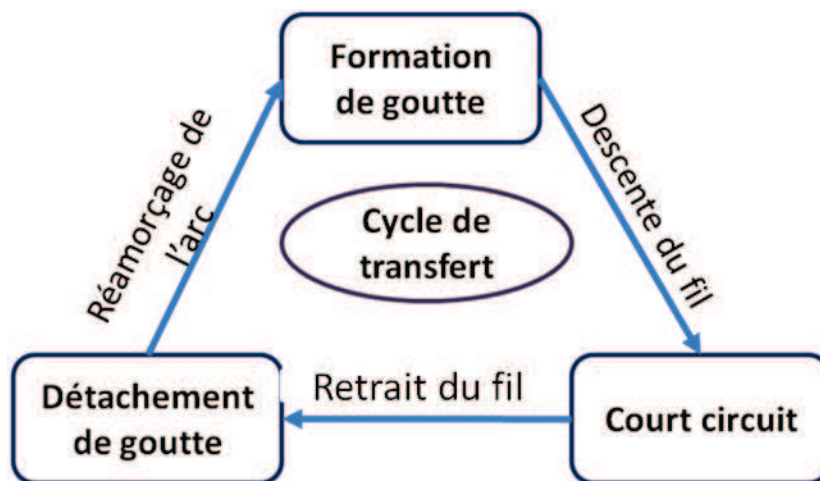 Formation
de goutte
Réamorçage de
l'arc
Descente du fil
Cycle de
transfert
Détachement
de goutte
Retrait du fil
Court circuit